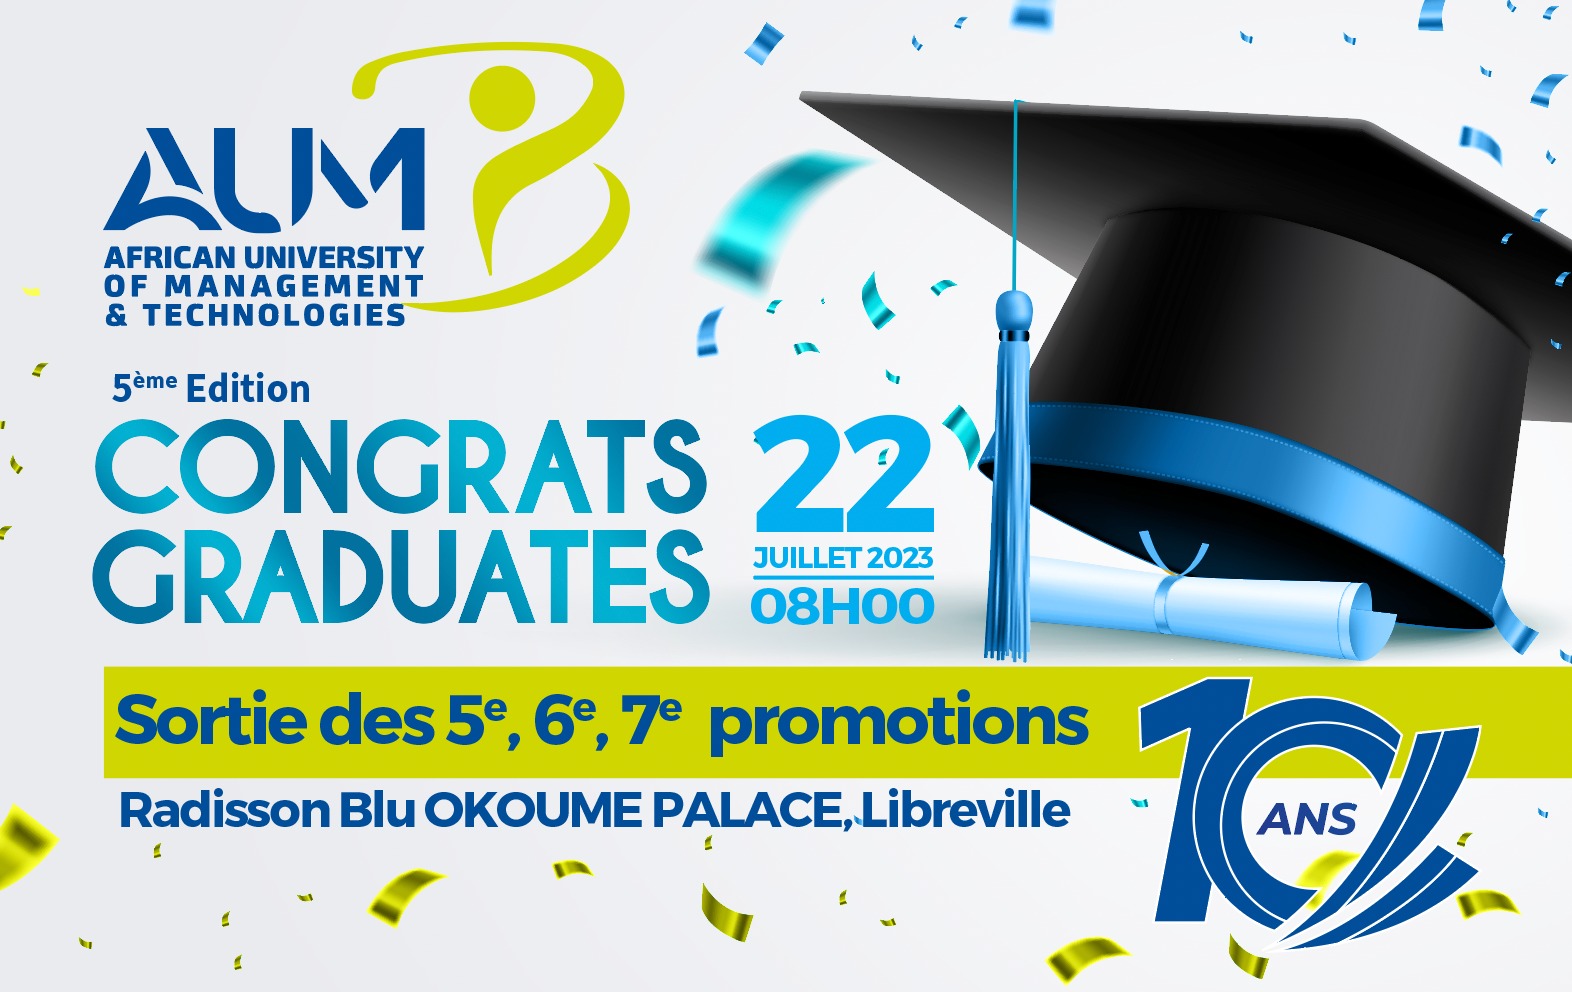 AUM
AFRICAN UNIVERSITY
OF MANAGEMENT
& TECHNOLOGIES
5ème Edition
CONGRATS
GRADUATES
22
JUILLET 2023
08H00
Sortie des 5e, 6e, 7e promotions
Radisson Blu OKOUME PALACE, Libreville
10
ANS